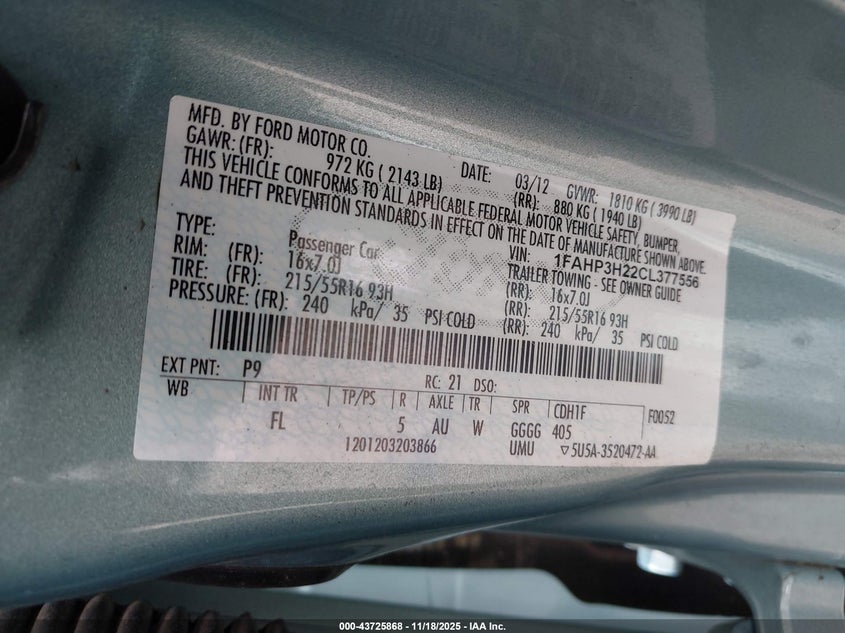 MFD. BY FORD MOTOR CO. DATE: 03/12 GVWR: 1810 KG ( 3990 LB)
GAWR: (FR): 972 KG ( 2143 LB) (RR): 880 KG ( 1940 LB)
THIS VEHICLE CONFORMS TO ALL APPLICABLE FEDERAL MOTOR VEHICLE SAFETY, BUMPER,
AND THEFT PREVENTION STANDARDS IN EFFECT ON THE DATE OF MANUFACTURE SHOWN ABOVE.
VIN: 1FAHP3H22CL377556
TYPE: Passenger Car TRAILER TOWING - SEE OWNER GUIDE
RIM: (FR): 16x7.0J (RR): 16x7.0J
TIRE: (FR): 215/55R16 93H (RR): 215/55R16 93H
PRESSURE: (FR): 240 kPa/ 35 PSI COLD (RR): 240 kPa/ 35 PSI COLD
EXT PNT: P9 RC: 21 DSO:
WB INT TR TP/PS R AXLE TR SPR CDH1F F0052
FL 5 AU W GGGG 405
1201203203866 UMU ▽5U5A-3520472-AA
000-43725868 - 11/18/2025 - IAA Inc.